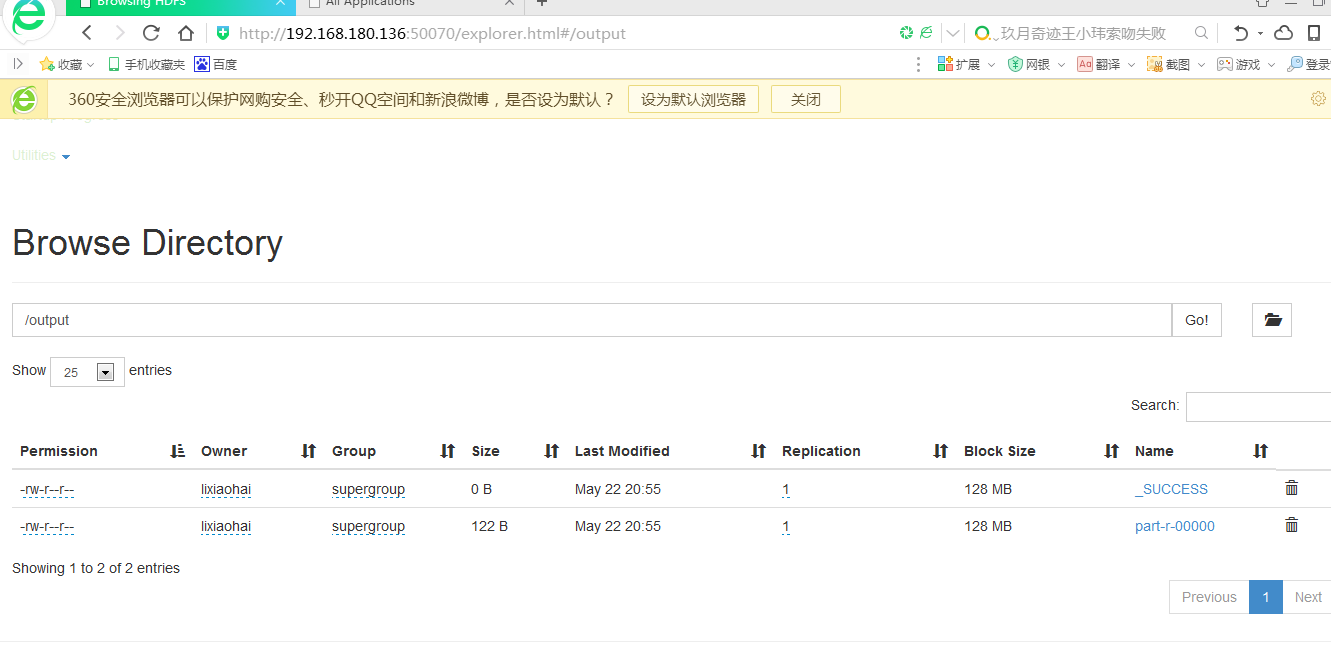 Browsing HDFS All Applications
http://192.168.180.136:50070/explorer.html#/output 玖月奇迹王小玮索吻失败
收藏 手机收藏夹 百度 扩展 网银 Aa 翻译 截图 游戏 登录
360安全浏览器可以保护网购安全、秒开QQ空间和新浪微博，是否设为默认？ 设为默认浏览器 关闭
Utilities
Browse Directory
/output Go!
Show 25 entries
Search:
Permission Owner Group Size Last Modified Replication Block Size Name
-rw-r--r-- lixiaohai supergroup 0 B May 22 20:55 1 128 MB _SUCCESS
-rw-r--r-- lixiaohai supergroup 122 B May 22 20:55 1 128 MB part-r-00000
Showing 1 to 2 of 2 entries
Previous 1 Next